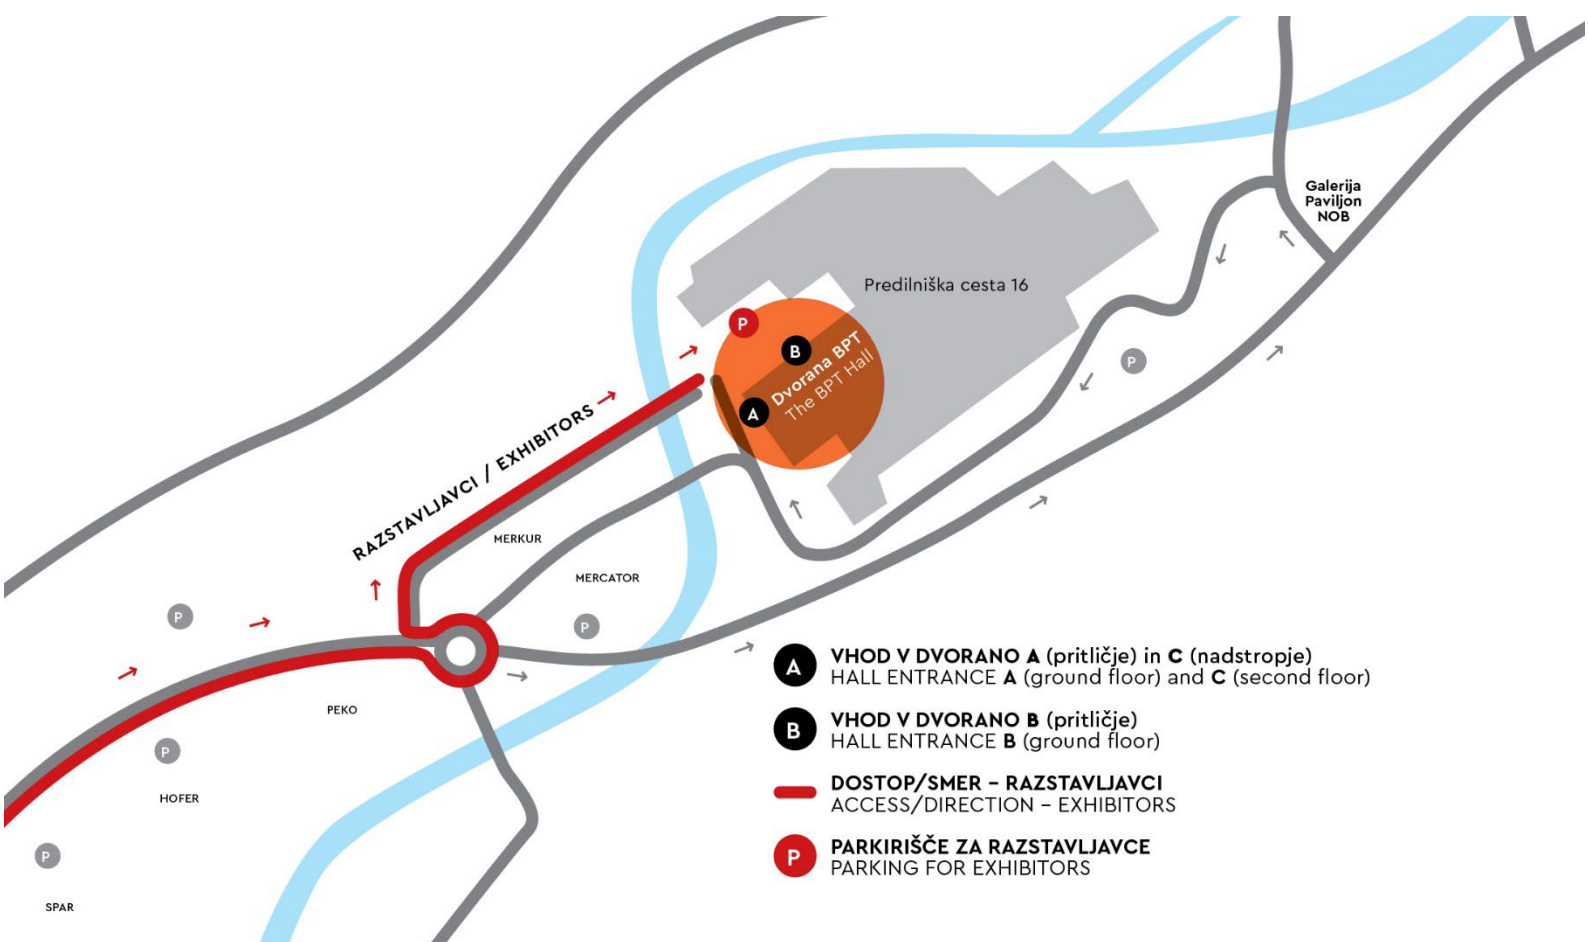 Galerija
Paviljon
NOB
Predilniška cesta 16
P
B
Dvorana BPT
The BPT Hall
A
P
RAZSTAVLJAVCI / EXHIBITORS
MERKUR
MERCATOR
P
P
PEKO
P
HOFER
P
SPAR
A
VHOD V DVORANO A (pritličje) in C (nadstropje)
HALL ENTRANCE A (ground floor) and C (second floor)
B
VHOD V DVORANO B (pritličje)
HALL ENTRANCE B (ground floor)
DOSTOP/SMER – RAZSTAVLJAVCI
ACCESS/DIRECTION – EXHIBITORS
P
PARKIRIŠČE ZA RAZSTAVLJAVCE
PARKING FOR EXHIBITORS